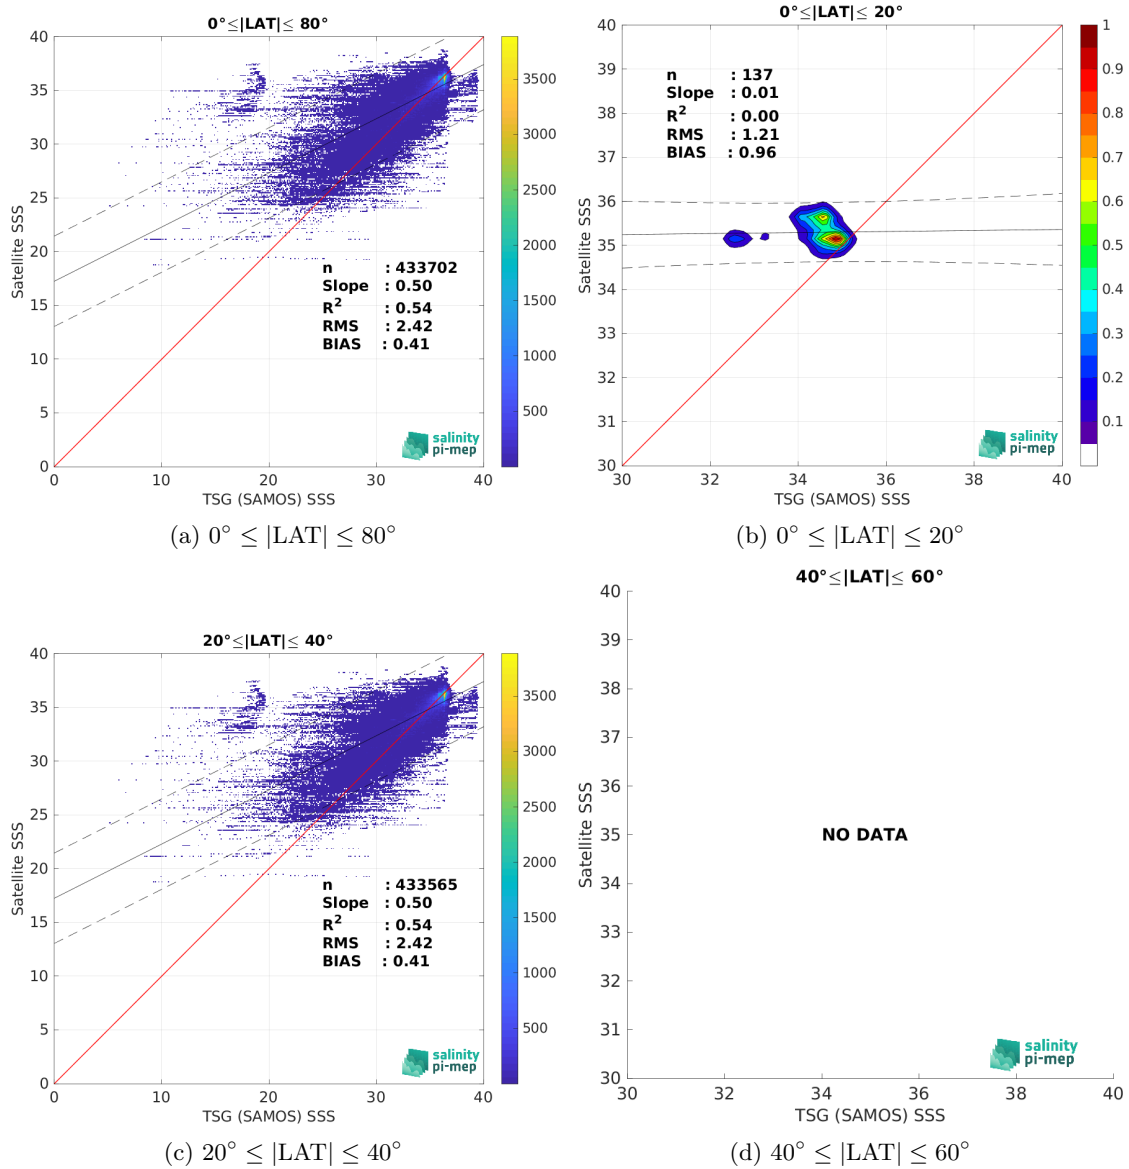 0°≤|LAT|≤ 80°
40
35
30
25
20
15
10
5
0
Satellite SSS
n : 433702
Slope : 0.50
R² : 0.54
RMS : 2.42
BIAS : 0.41
salinity
pi-mep
0 10 20 30 40
TSG (SAMOS) SSS
3500
3000
2500
2000
1500
1000
500
(a) 0° ≤ |LAT| ≤ 80°
0°≤|LAT|≤ 20°
40
39
38
37
36
35
34
33
32
31
30
Satellite SSS
n : 137
Slope : 0.01
R² : 0.00
RMS : 1.21
BIAS : 0.96
salinity
pi-mep
30 32 34 36 38 40
TSG (SAMOS) SSS
1
0.9
0.8
0.7
0.6
0.5
0.4
0.3
0.2
0.1
(b) 0° ≤ |LAT| ≤ 20°
20°≤|LAT|≤ 40°
40
35
30
25
20
15
10
5
0
Satellite SSS
n : 433565
Slope : 0.50
R² : 0.54
RMS : 2.42
BIAS : 0.41
salinity
pi-mep
0 10 20 30 40
TSG (SAMOS) SSS
3500
3000
2500
2000
1500
1000
500
(c) 20° ≤ |LAT| ≤ 40°
40°≤|LAT|≤ 60°
40
39
38
37
36
35
34
33
32
31
30
Satellite SSS
NO DATA
salinity
pi-mep
30 32 34 36 38 40
TSG (SAMOS) SSS
(d) 40° ≤ |LAT| ≤ 60°